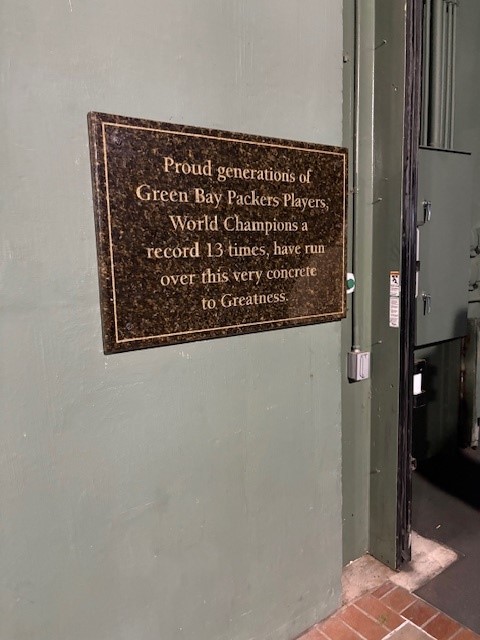 Proud generations of
Green Bay Packers Players,
World Champions a
record 13 times, have run
over this very concrete
to Greatness.